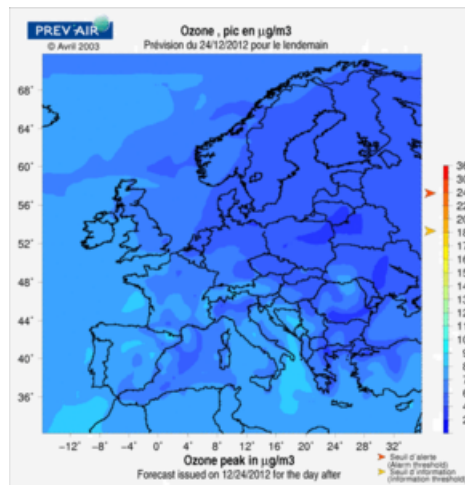 PREV'AIR
© Avril 2003
Ozone , pic en µg/m3
Prévision du 24/12/2012 pour le lendemain
68°
64°
60°
56°
52°
48°
44°
40°
36°
-12° -8° -4° 0° 4° 8° 12° 16° 20° 24° 28° 32°
Ozone peak in µg/m3
Forecast issued on 12/24/2012 for the day after
Seuil d'alerte
(Alarm threshold)
Seuil d'information
(Information threshold)